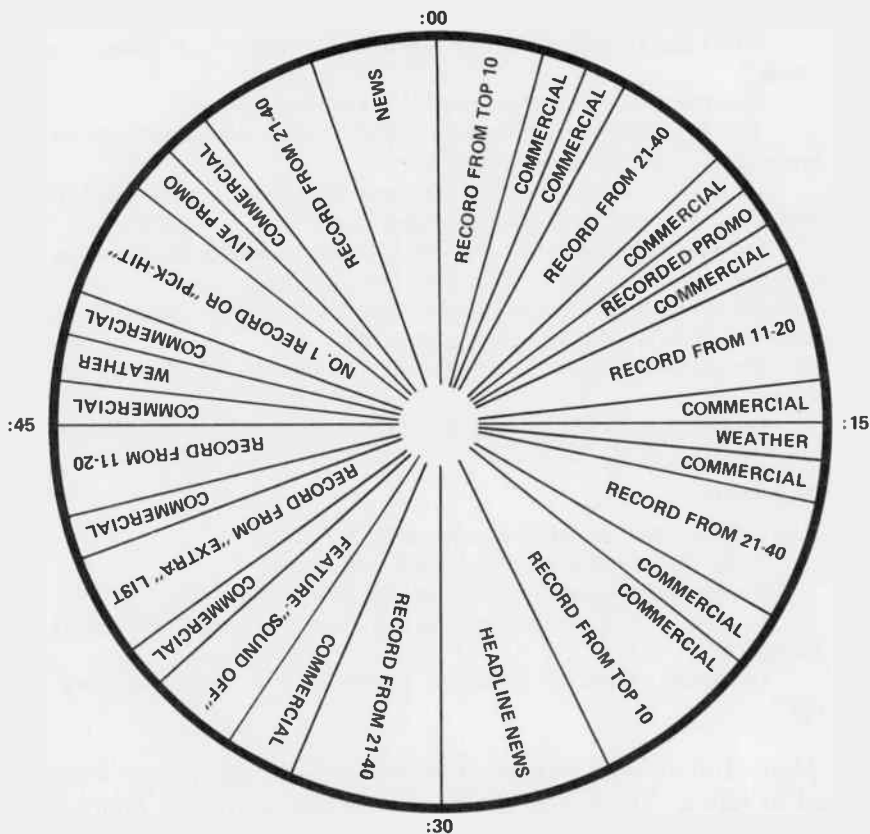 :00
RECORD FROM TOP 10
COMMERCIAL
COMMERCIAL
RECORD FROM 21-40
COMMERCIAL
RECORDED PROMO
COMMERCIAL
RECORD FROM 11-20
COMMERCIAL
:15
WEATHER
COMMERCIAL
RECORD FROM 21-40
COMMERCIAL
COMMERCIAL
RECORD FROM TOP 10
HEADLINE NEWS
:30
RECORD FROM 21-40
COMMERCIAL
FEATURE-"SOUND OFF"
COMMERCIAL
RECORD FROM "EXTRA" LIST
COMMERCIAL
RECORD FROM 11-20
:45
COMMERCIAL
WEATHER
COMMERCIAL
NO. 1 RECORD OR "PICK-HIT"
LIVE PROMO
COMMERCIAL
RECORD FROM 21-40
NEWS